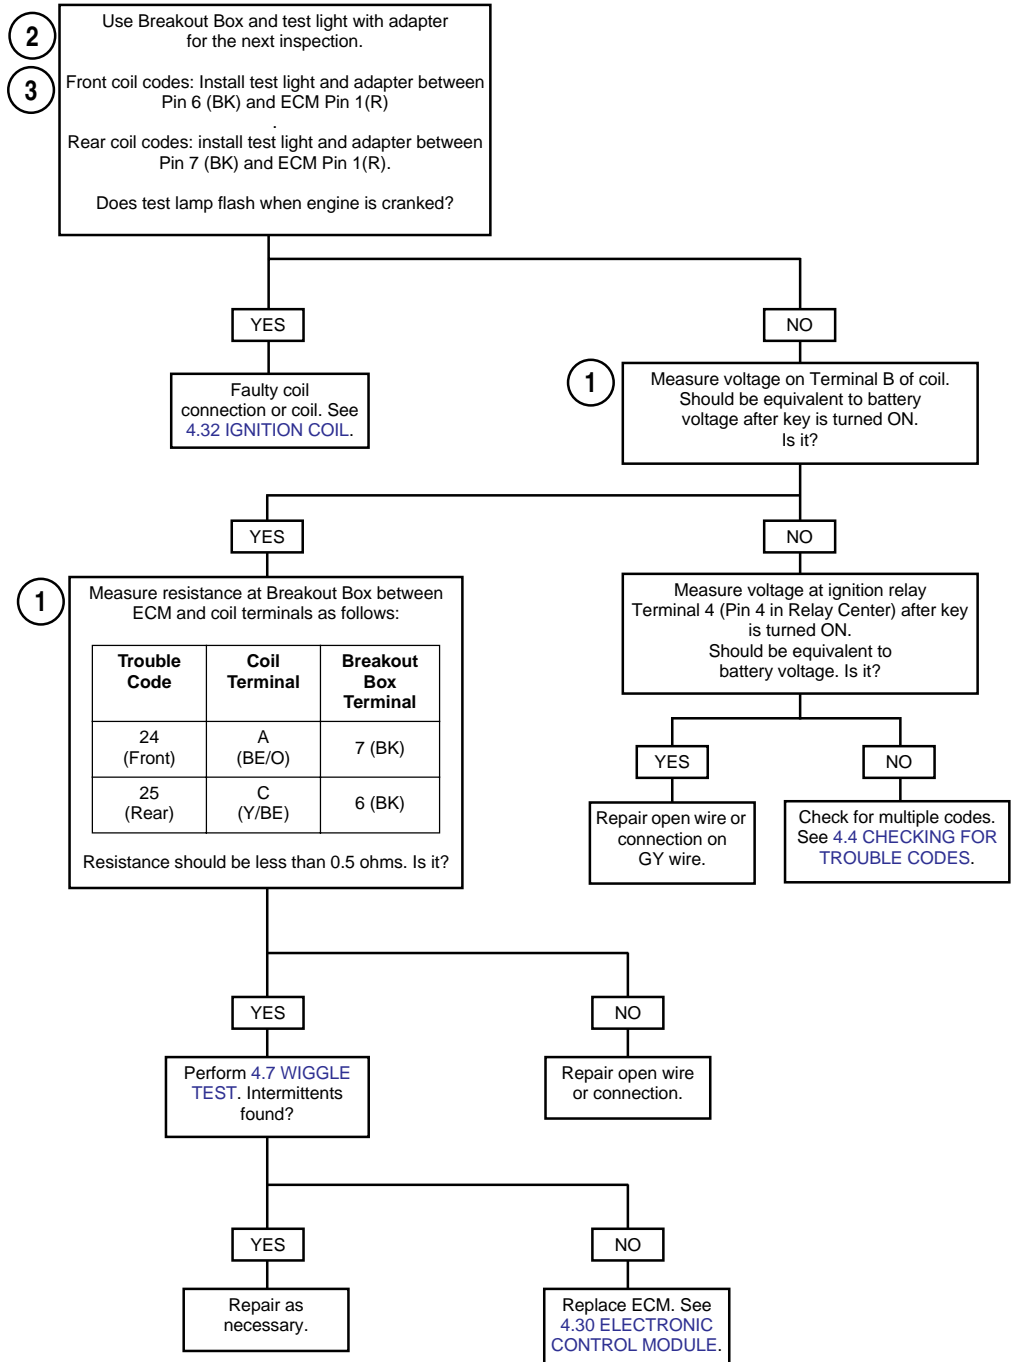 2
Use Breakout Box and test light with adapter
for the next inspection.
3
Front coil codes: Install test light and adapter between
Pin 6 (BK) and ECM Pin 1(R)
.
Rear coil codes: install test light and adapter between
Pin 7 (BK) and ECM Pin 1(R).
Does test lamp flash when engine is cranked?
YES
NO
Faulty coil
connection or coil. See
4.32 IGNITION COIL.
1
Measure voltage on Terminal B of coil.
Should be equivalent to battery
voltage after key is turned ON.
Is it?
YES
NO
1
Measure resistance at Breakout Box between
ECM and coil terminals as follows:
Trouble Code
Coil Terminal
Breakout Box Terminal
24 (Front)
A (BE/O)
7 (BK)
25 (Rear)
C (Y/BE)
6 (BK)
Resistance should be less than 0.5 ohms. Is it?
Measure voltage at ignition relay
Terminal 4 (Pin 4 in Relay Center) after key
is turned ON.
Should be equivalent to
battery voltage. Is it?
YES
NO
Repair open wire or
connection on
GY wire.
Check for multiple codes.
See 4.4 CHECKING FOR
TROUBLE CODES.
YES
NO
Perform 4.7 WIGGLE
TEST. Intermittents
found?
Repair open wire
or connection.
YES
NO
Repair as
necessary.
Replace ECM. See
4.30 ELECTRONIC
CONTROL MODULE.